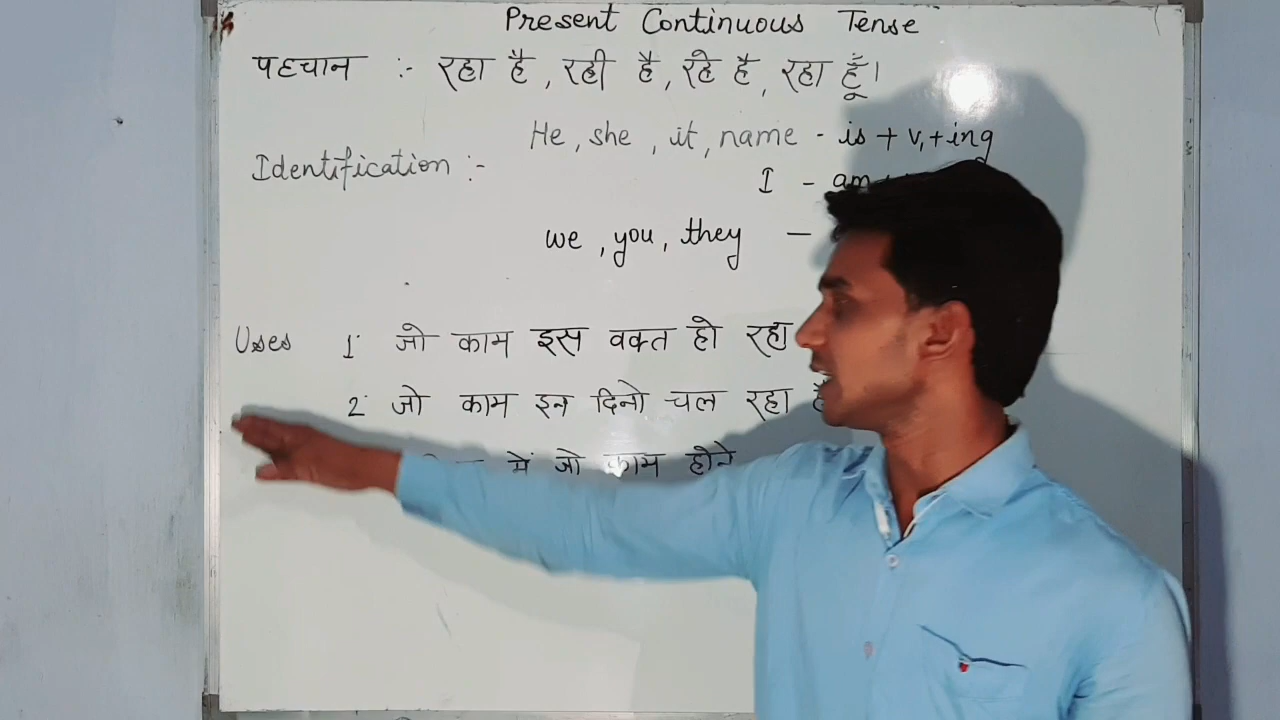 Present Continuous Tense
पहचान :- रहा है, रही है, रहे है, रहा हूँ।
He, she, it, name - is + v₁+ing
Identification :-
I - am
we, you, they —
Uses 1. जो काम इस वक्त हो रहा
2. जो काम इन दिनो चल रहा है
में जो काम होने